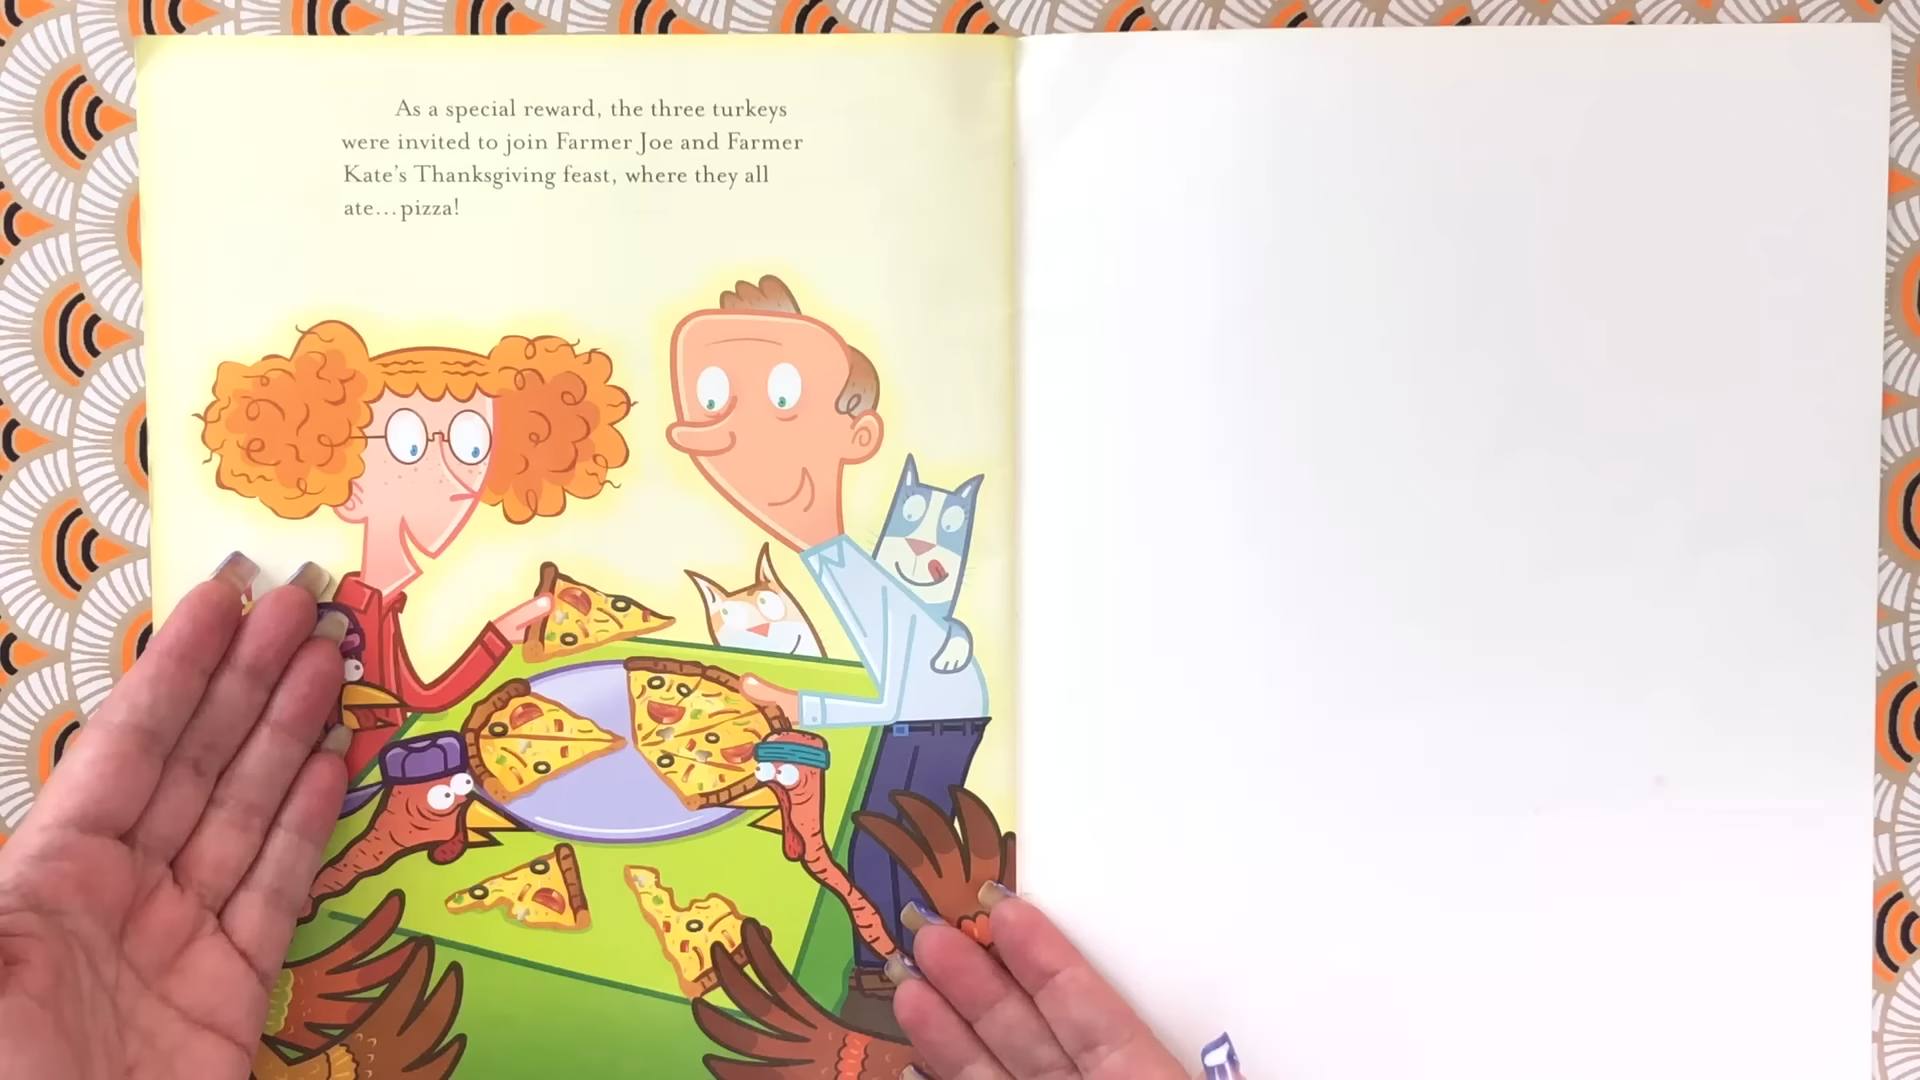 As a special reward, the three turkeys
were invited to join Farmer Joe and Farmer
Kate's Thanksgiving feast, where they all
ate...pizza!